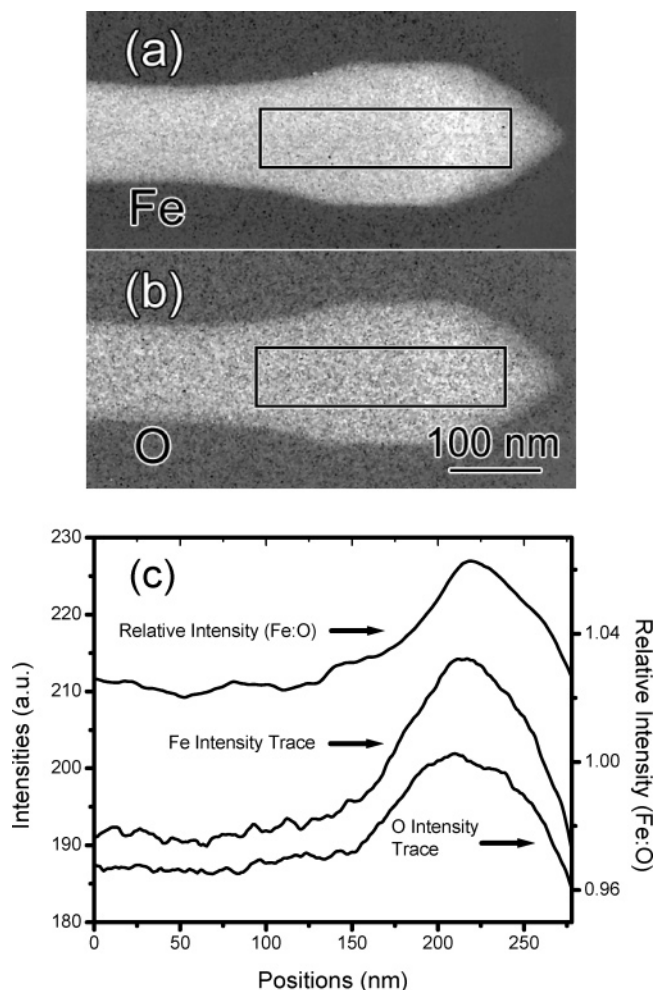 (a)
Fe
(b)
O
100 nm
(c)
230
220
210
200
190
180
Intensities (a.u.)
0
50
100
150
200
250
Positions (nm)
1.04
1.00
0.96
Relative Intensity (Fe:O)
Relative Intensity (Fe:O)
Fe Intensity Trace
O Intensity
Trace